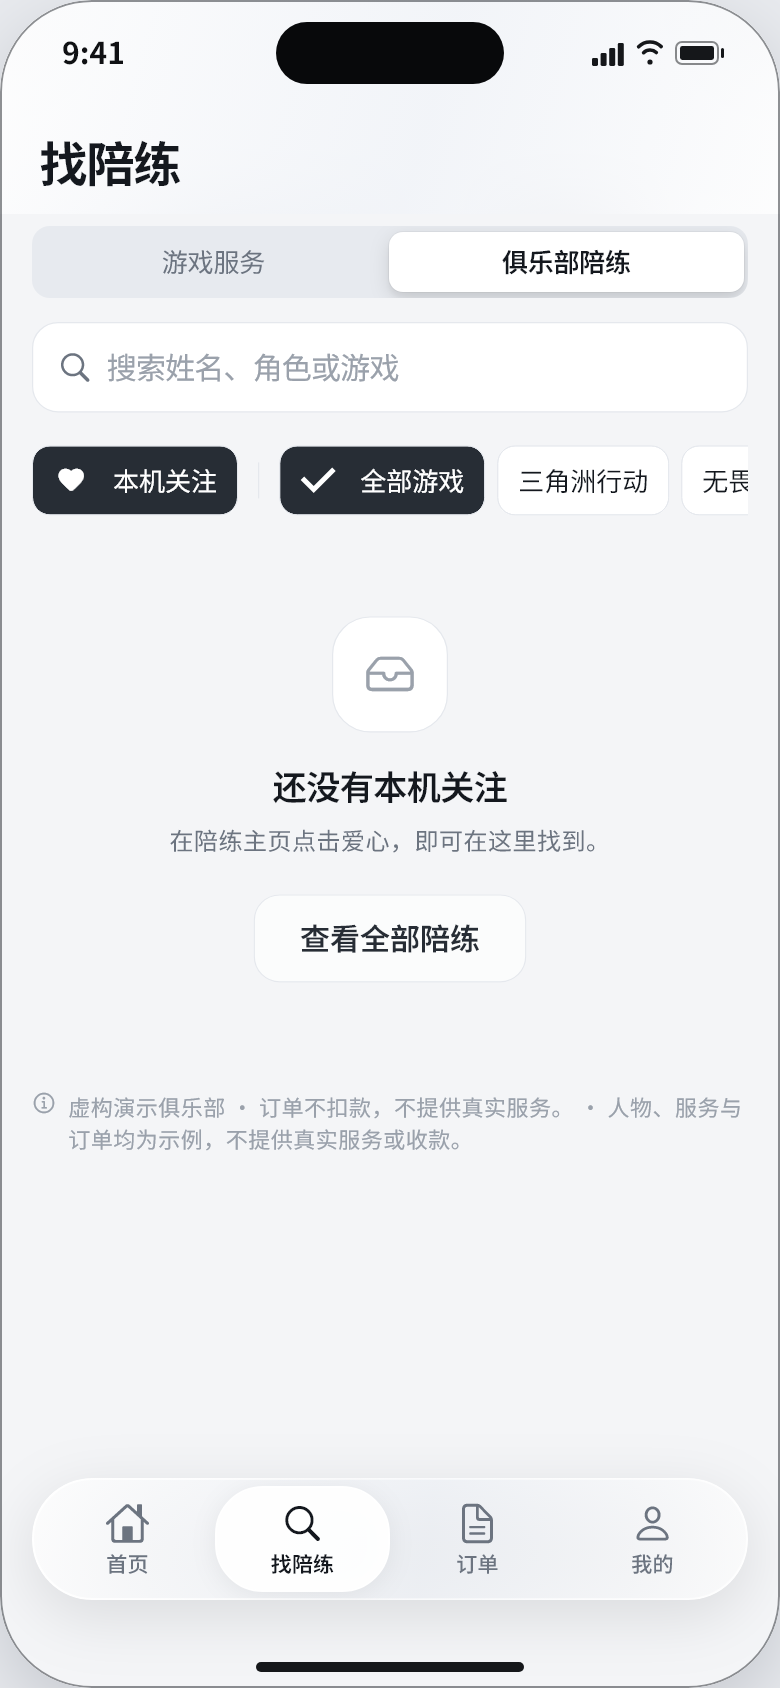 9:41
找陪练
游戏服务
俱乐部陪练
搜索姓名、角色或游戏
本机关注
全部游戏
三角洲行动
无畏
还没有本机关注
在陪练主页点击爱心，即可在这里找到。
查看全部陪练
虚构演示俱乐部 · 订单不扣款，不提供真实服务。 · 人物、服务与
订单均为示例，不提供真实服务或收款。
首页
找陪练
订单
我的